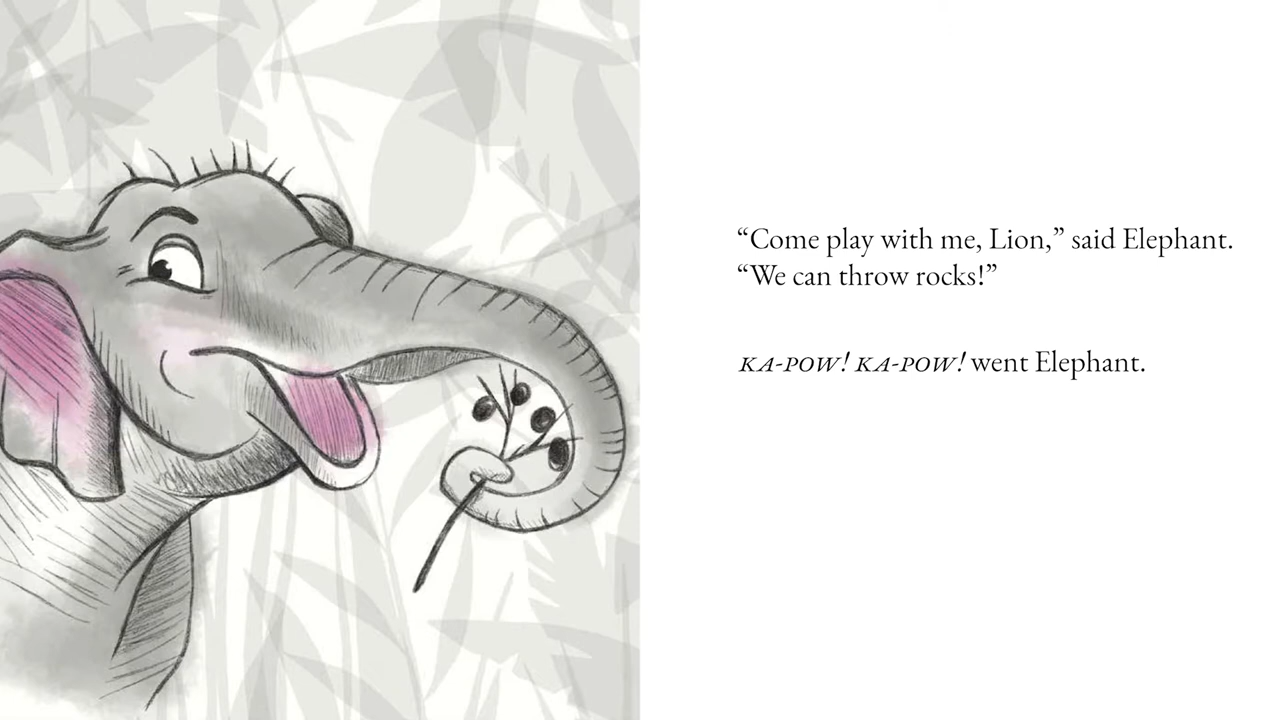 “Come play with me, Lion,” said Elephant.
“We can throw rocks!”
KA-POW! KA-POW! went Elephant.